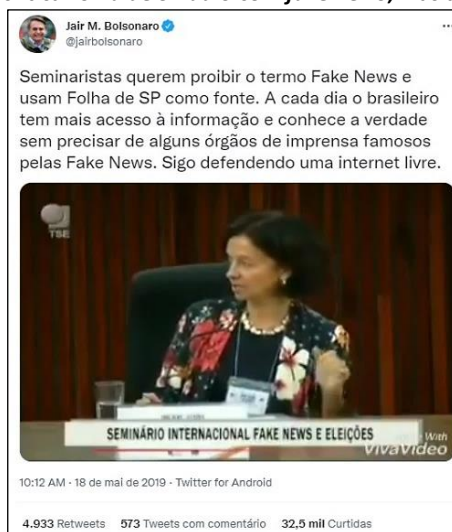 Jair M. Bolsonaro
@jairbolsonaro
...
Seminaristas querem proibir o termo Fake News e
usam Folha de SP como fonte. A cada dia o brasileiro
tem mais acesso à informação e conhece a verdade
sem precisar de alguns órgãos de imprensa famosos
pelas Fake News. Sigo defendendo uma internet livre.
TSE
SEMINÁRIO INTERNACIONAL FAKE NEWS E ELEIÇÕES
With
VivaVideo
10:12 AM · 18 de mai de 2019 · Twitter for Android
4.933 Retweets 573 Tweets com comentário 32,5 mil Curtidas